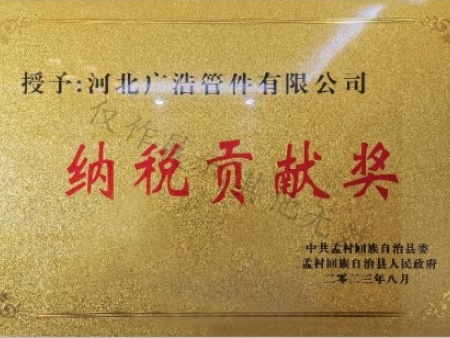 授予:河北广浩管件有限公司
纳税贡献奖
中共孟村回族自治县委
孟村回族自治县人民政府
二〇二三年八月